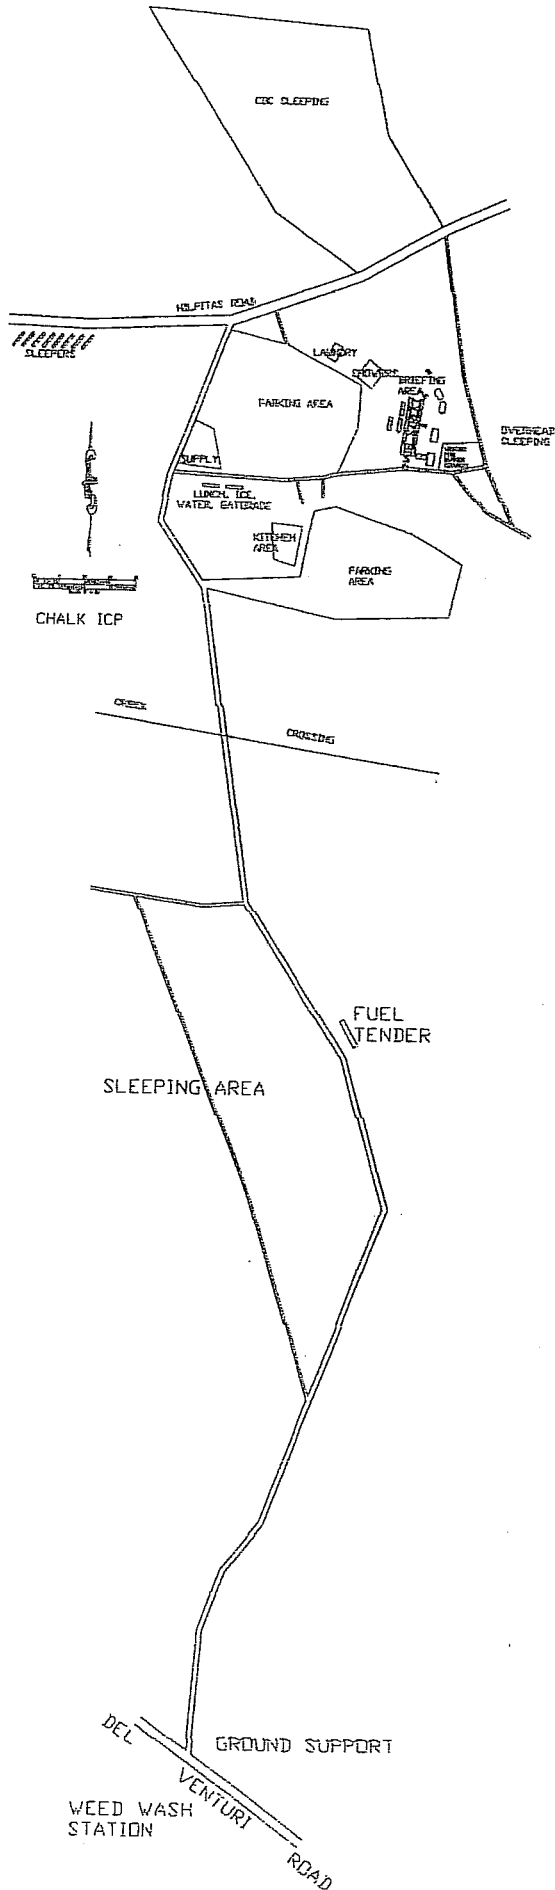 CDC SLEEPING
MILPITAS ROAD
SLEEPERS
LAUNDRY
SHOWERS
BRIEFING
AREA
PARKING AREA
OVERHEAD
SLEEPING
SUPPLY
LUNCH, ICE,
WATER, GATORADE
KITCHEN
AREA
PARKING
AREA
CHALK ICP
CREEK
CROSSING
FUEL
TENDER
SLEEPING AREA
GROUND SUPPORT
DEL
VENTURI
ROAD
WEED WASH
STATION